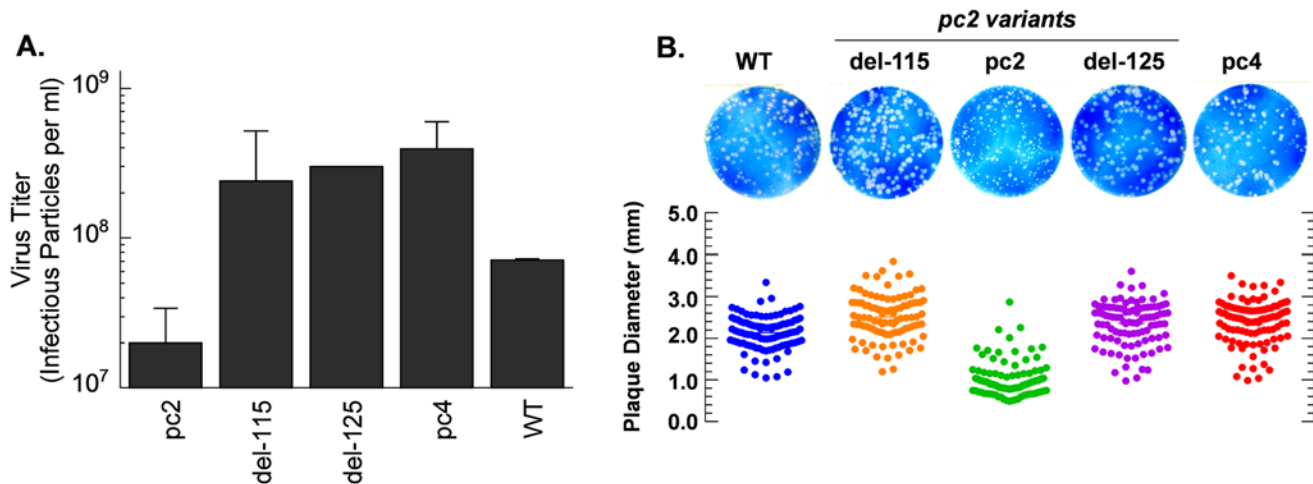 A.
Virus Titer
(Infectious Particles per ml)
10^9
10^8
10^7
pc2
del-115
del-125
pc4
WT
B.
pc2 variants
WT
del-115
pc2
del-125
pc4
Plaque Diameter (mm)
5.0
4.0
3.0
2.0
1.0
0.0